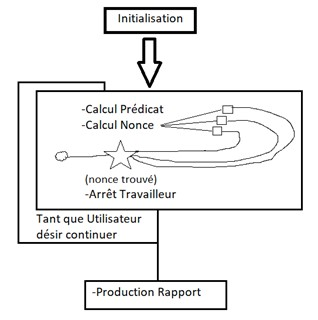 Initialisation
-Calcul Prédicat
-Calcul Nonce
(nonce trouvé)
-Arrêt Travailleur
Tant que Utilisateur
désir continuer
-Production Rapport